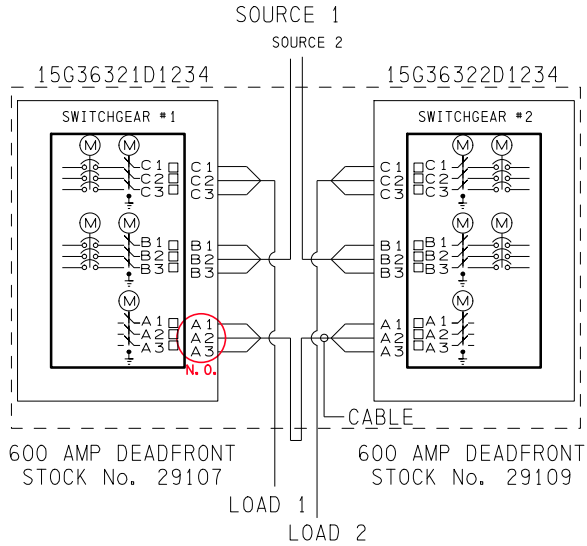 SOURCE 1
SOURCE 2
15G36321D1234
15G36322D1234
SWITCHGEAR #1
SWITCHGEAR #2
M M
C1 C1
C2 C2
C3 C3
M M
B1 B1
B2 B2
B3 B3
M
A1 A1
A2 A2
A3 A3
N.O.
M M
C1 C1
C2 C2
C3 C3
M M
B1 B1
B2 B2
B3 B3
M
A1 A1
A2 A2
A3 A3
CABLE
600 AMP DEADFRONT
STOCK No. 29107
600 AMP DEADFRONT
STOCK No. 29109
LOAD 1
LOAD 2